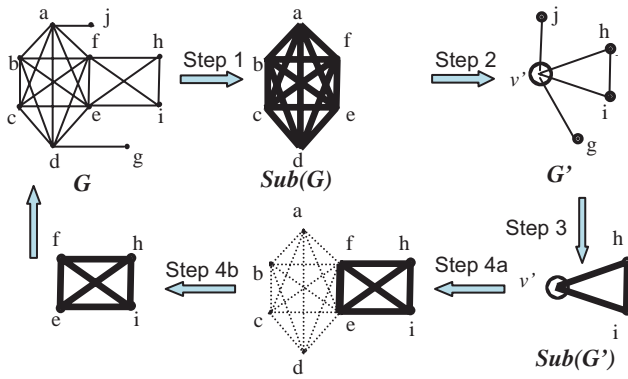 a
j
b
f
h
c
e
i
d
g
G
Step 1
a
b
f
c
e
d
Sub(G)
Step 2
j
h
v'
i
g
G'
Step 3
h
v'
i
Sub(G')
Step 4a
a
f
h
b
c
e
i
d
Step 4b
f
h
e
i